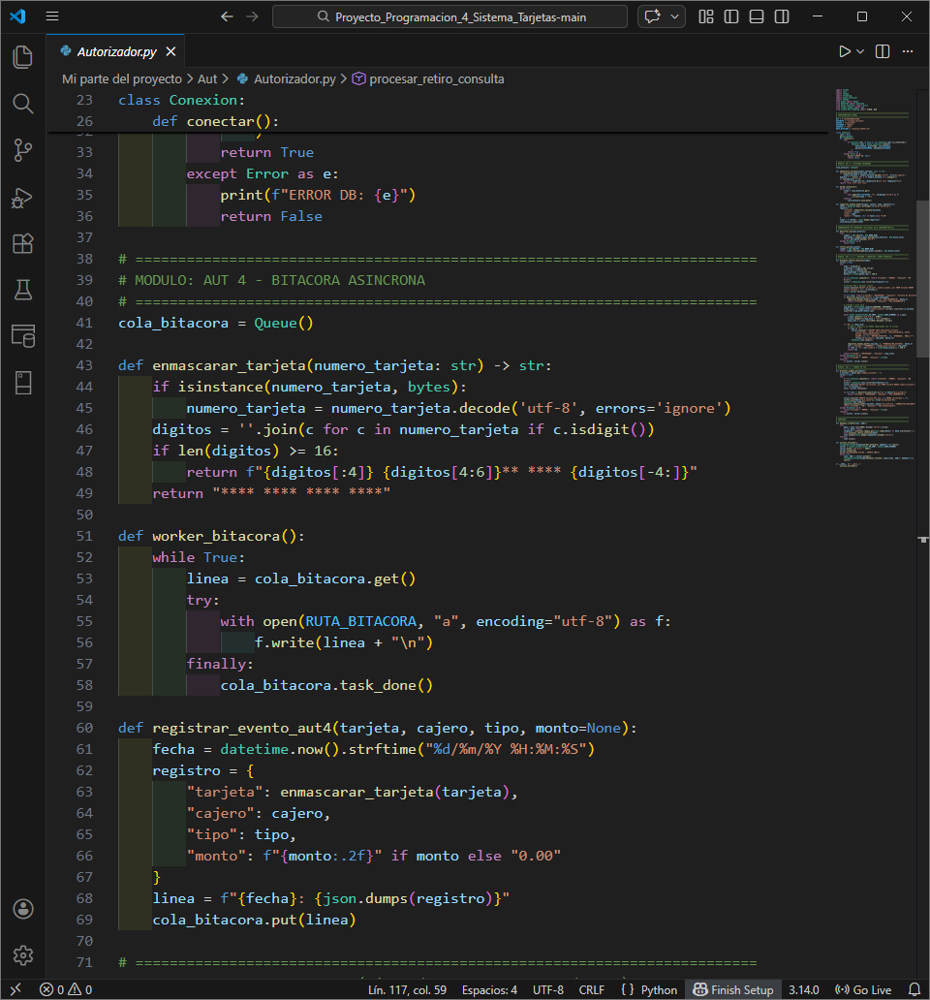 Proyecto_Programacion_4_Sistema_Tarjetas-main
Autorizador.py
Mi parte del proyecto > Aut > Autorizador.py > procesar_retiro_consulta
23 class Conexion:
26     def conectar():
33             return True
34         except Error as e:
35             print(f"ERROR DB: {e}")
36             return False
37
38 # =========================================================================
39 # MODULO: AUT 4 - BITACORA ASINCRONA
40 # =========================================================================
41 cola_bitacora = Queue()
42
43 def enmascarar_tarjeta(numero_tarjeta: str) -> str:
44     if isinstance(numero_tarjeta, bytes):
45         numero_tarjeta = numero_tarjeta.decode('utf-8', errors='ignore')
46     digitos = ''.join(c for c in numero_tarjeta if c.isdigit())
47     if len(digitos) >= 16:
48         return f"{digitos[:4]} {digitos[4:6]}** **** {digitos[-4:]}"
49     return "**** **** **** ****"
50
51 def worker_bitacora():
52     while True:
53         linea = cola_bitacora.get()
54         try:
55             with open(RUTA_BITACORA, "a", encoding="utf-8") as f:
56                 f.write(linea + "\n")
57         finally:
58             cola_bitacora.task_done()
59
60 def registrar_evento_aut4(tarjeta, cajero, tipo, monto=None):
61     fecha = datetime.now().strftime("%d/%m/%Y %H:%M:%S")
62     registro = {
63         "tarjeta": enmascarar_tarjeta(tarjeta),
64         "cajero": cajero,
65         "tipo": tipo,
66         "monto": f"{monto:.2f}" if monto else "0.00"
67     }
68     linea = f"{fecha}: {json.dumps(registro)}"
69     cola_bitacora.put(linea)
70
71 # =========================================================================
0 0 Lín. 117, col. 59 Espacios: 4 UTF-8 CRLF { } Python Finish Setup 3.14.0 Go Live